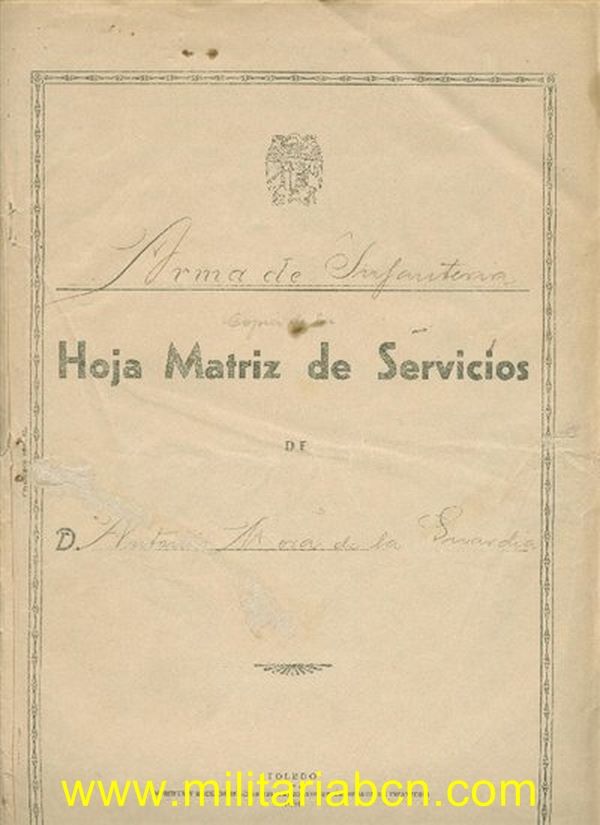 Arma de Infanteria
Copia de la
Hoja Matriz de Servicios
DE
D. Antonio Mora de la Guardia
TOLEDO
www.militariabcn.com